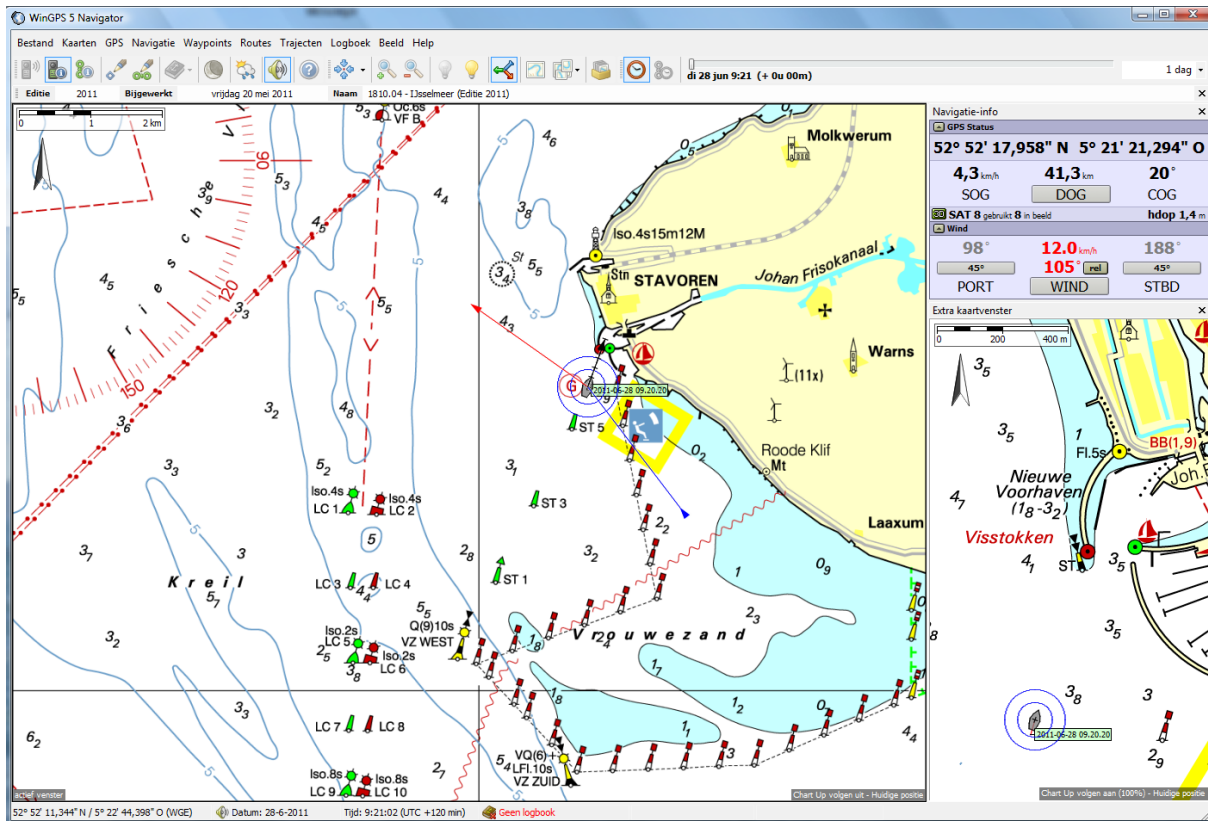 WinGPS 5 Navigator
Bestand Kaarten GPS Navigatie Waypoints Routes Trajecten Logboek Beeld Help
di 28 jun 9:21 (+ 0u 00m)
1 dag
Editie 2011 Bijgewerkt vrijdag 20 mei 2011 Naam 1810.04 - IJsselmeer (Editie 2011)
0 1 2 km
Oc.6s
VF B
Friesche Vl
90
120
150
Molkwerum
Iso.4s15m12M
Stn
STAVOREN
Johan Frisokanaal
St
Warns
(11x)
G
2011-06-28 09.20.20
ST 5
Roode Klif
Mt
Iso.4s
LC 1
Iso.4s
LC 2
ST 3
Laaxum
5
Kreil
LC 3
LC 4
ST 1
Q(9)10s
VZ WEST
Vrouwezand
Iso.2s
LC 5
Iso.2s
LC 6
LC 7
LC 8
VQ(6)+
LFl.10s
VZ ZUID
Iso.8s
LC 9
Iso.8s
LC 10
actief venster
Chart Up volgen uit - Huidige positie
Navigatie-info
GPS Status
52° 52' 17,958" N 5° 21' 21,294" O
4,3 km/h 41,3 km 20°
SOG DOG COG
SAT 8 gebruikt 8 in beeld hdop 1,4 m
Wind
98° 12.0 km/h 188°
45° 105° rel 45°
PORT WIND STBD
Extra kaartvenster
0 200 400 m
Fl.5s
BB(1,9)
Nieuwe
Voorhaven
(1₈-3₂)
Joh.
Visstokken
ST
2011-06-28 09.20.20
Chart Up volgen aan (100%) - Huidige positie
52° 52' 11,344" N / 5° 22' 44,398" O (WGE) Datum: 28-6-2011 Tijd: 9:21:02 (UTC +120 min) Geen logboek